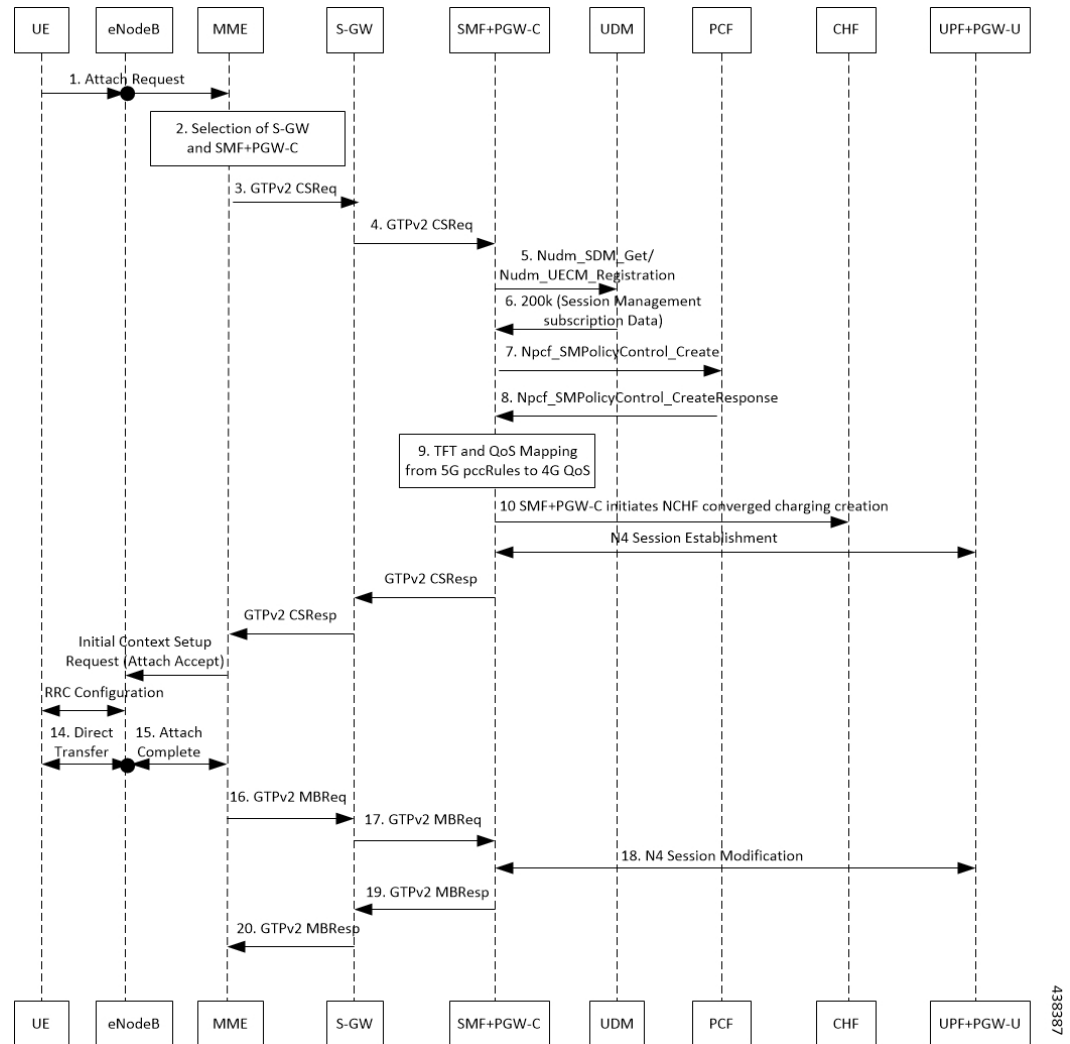 UE
eNodeB
MME
S-GW
SMF+PGW-C
UDM
PCF
CHF
UPF+PGW-U
1. Attach Request
2. Selection of S-GW
and SMF+PGW-C
3. GTPv2 CSReq
4. GTPv2 CSReq
5. Nudm_SDM_Get/
Nudm_UECM_Registration
6. 200k (Session Management
subscription Data)
7. Npcf_SMPolicyControl_Create
8. Npcf_SMPolicyControl_CreateResponse
9. TFT and QoS Mapping
from 5G pccRules to 4G QoS
10 SMF+PGW-C initiates NCHF converged charging creation
N4 Session Establishment
GTPv2 CSResp
GTPv2 CSResp
Initial Context Setup
Request (Attach Accept)
RRC Configuration
14. Direct
Transfer
15. Attach
Complete
16. GTPv2 MBReq
17. GTPv2 MBReq
18. N4 Session Modification
19. GTPv2 MBResp
20. GTPv2 MBResp
UE
eNodeB
MME
S-GW
SMF+PGW-C
UDM
PCF
CHF
UPF+PGW-U
438387